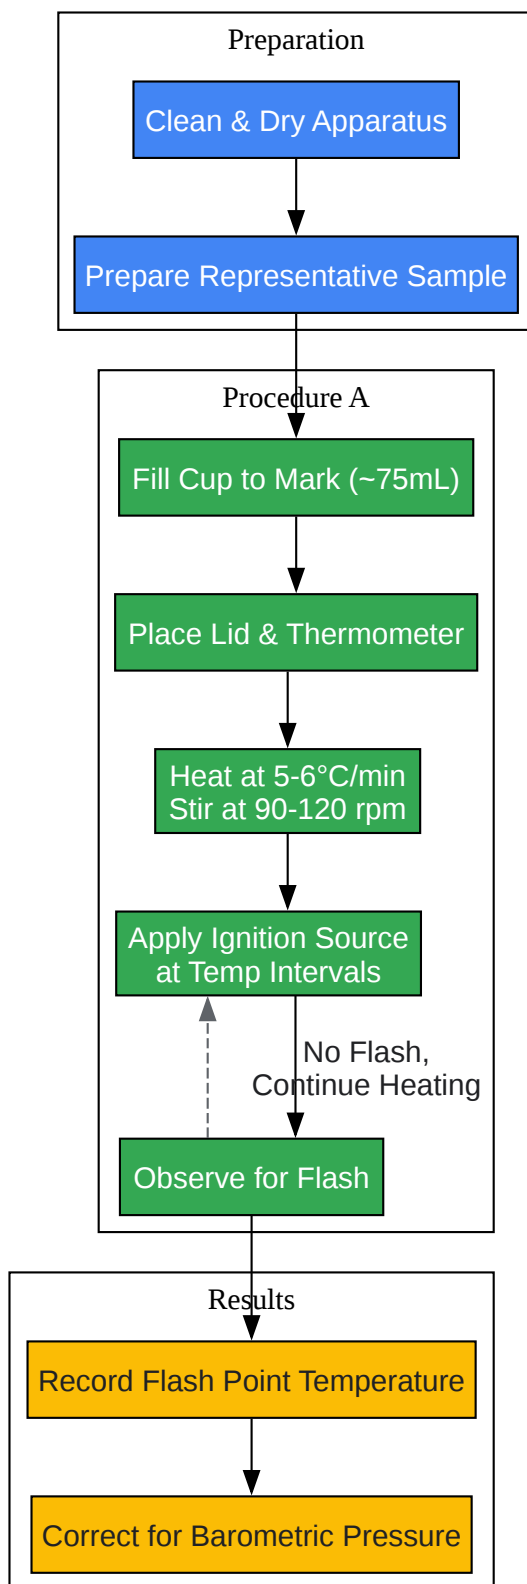 Preparation
Clean & Dry Apparatus
Prepare Representative Sample
Procedure A
Fill Cup to Mark (~75mL)
Place Lid & Thermometer
Heat at 5-6°C/min
Stir at 90-120 rpm
Apply Ignition Source
at Temp Intervals
No Flash,
Continue Heating
Observe for Flash
Results
Record Flash Point Temperature
Correct for Barometric Pressure